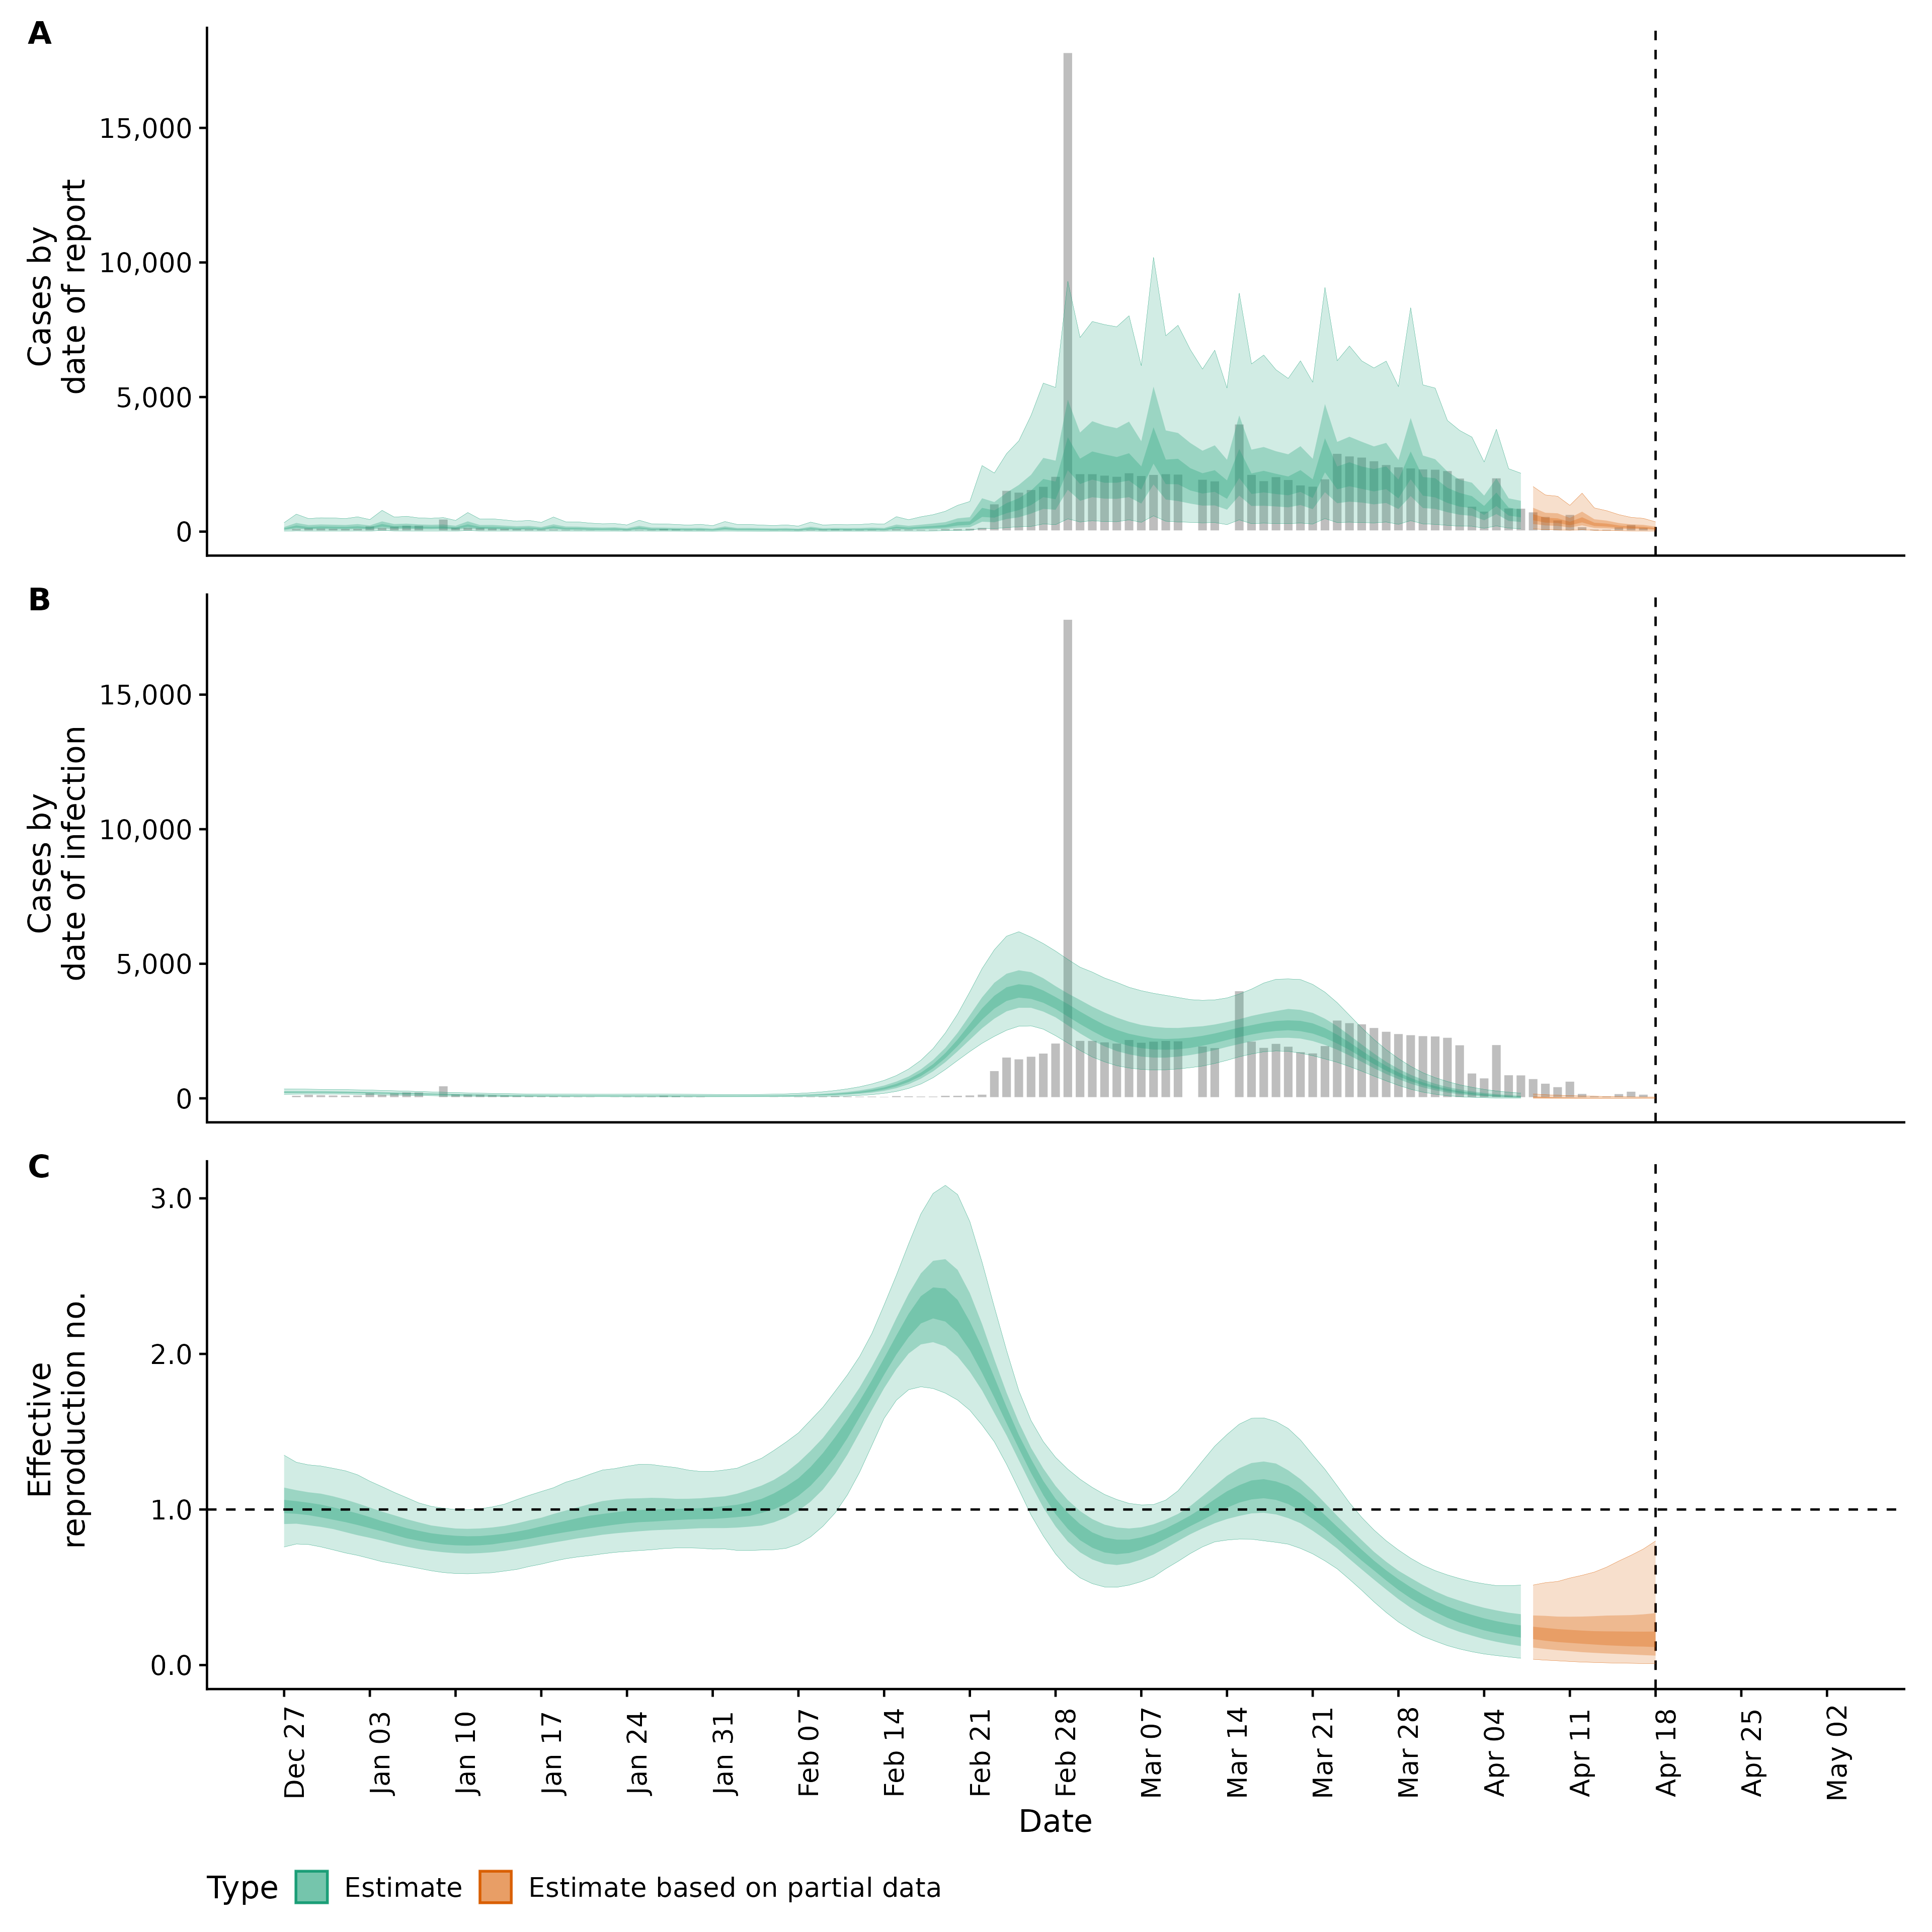 A
Cases by
date of report
15,000
10,000
5,000
0
B
Cases by
date of infection
15,000
10,000
5,000
0
C
Effective
reproduction no.
3.0
2.0
1.0
0.0
Dec 27
Jan 03
Jan 10
Jan 17
Jan 24
Jan 31
Feb 07
Feb 14
Feb 21
Feb 28
Mar 07
Mar 14
Mar 21
Mar 28
Apr 04
Apr 11
Apr 18
Apr 25
May 02
Date
Type Estimate Estimate based on partial data